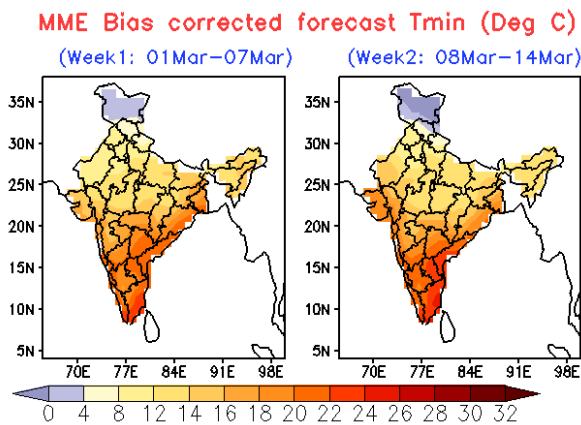 MME Bias corrected forecast Tmin (Deg C)
(Week1: 01Mar–07Mar) (Week2: 08Mar–14Mar)
35N
30N
25N
20N
15N
10N
5N
70E 77E 84E 91E 98E
35N
30N
25N
20N
15N
10N
5N
70E 77E 84E 91E 98E
0 4 8 12 14 16 18 20 22 24 26 28 30 32